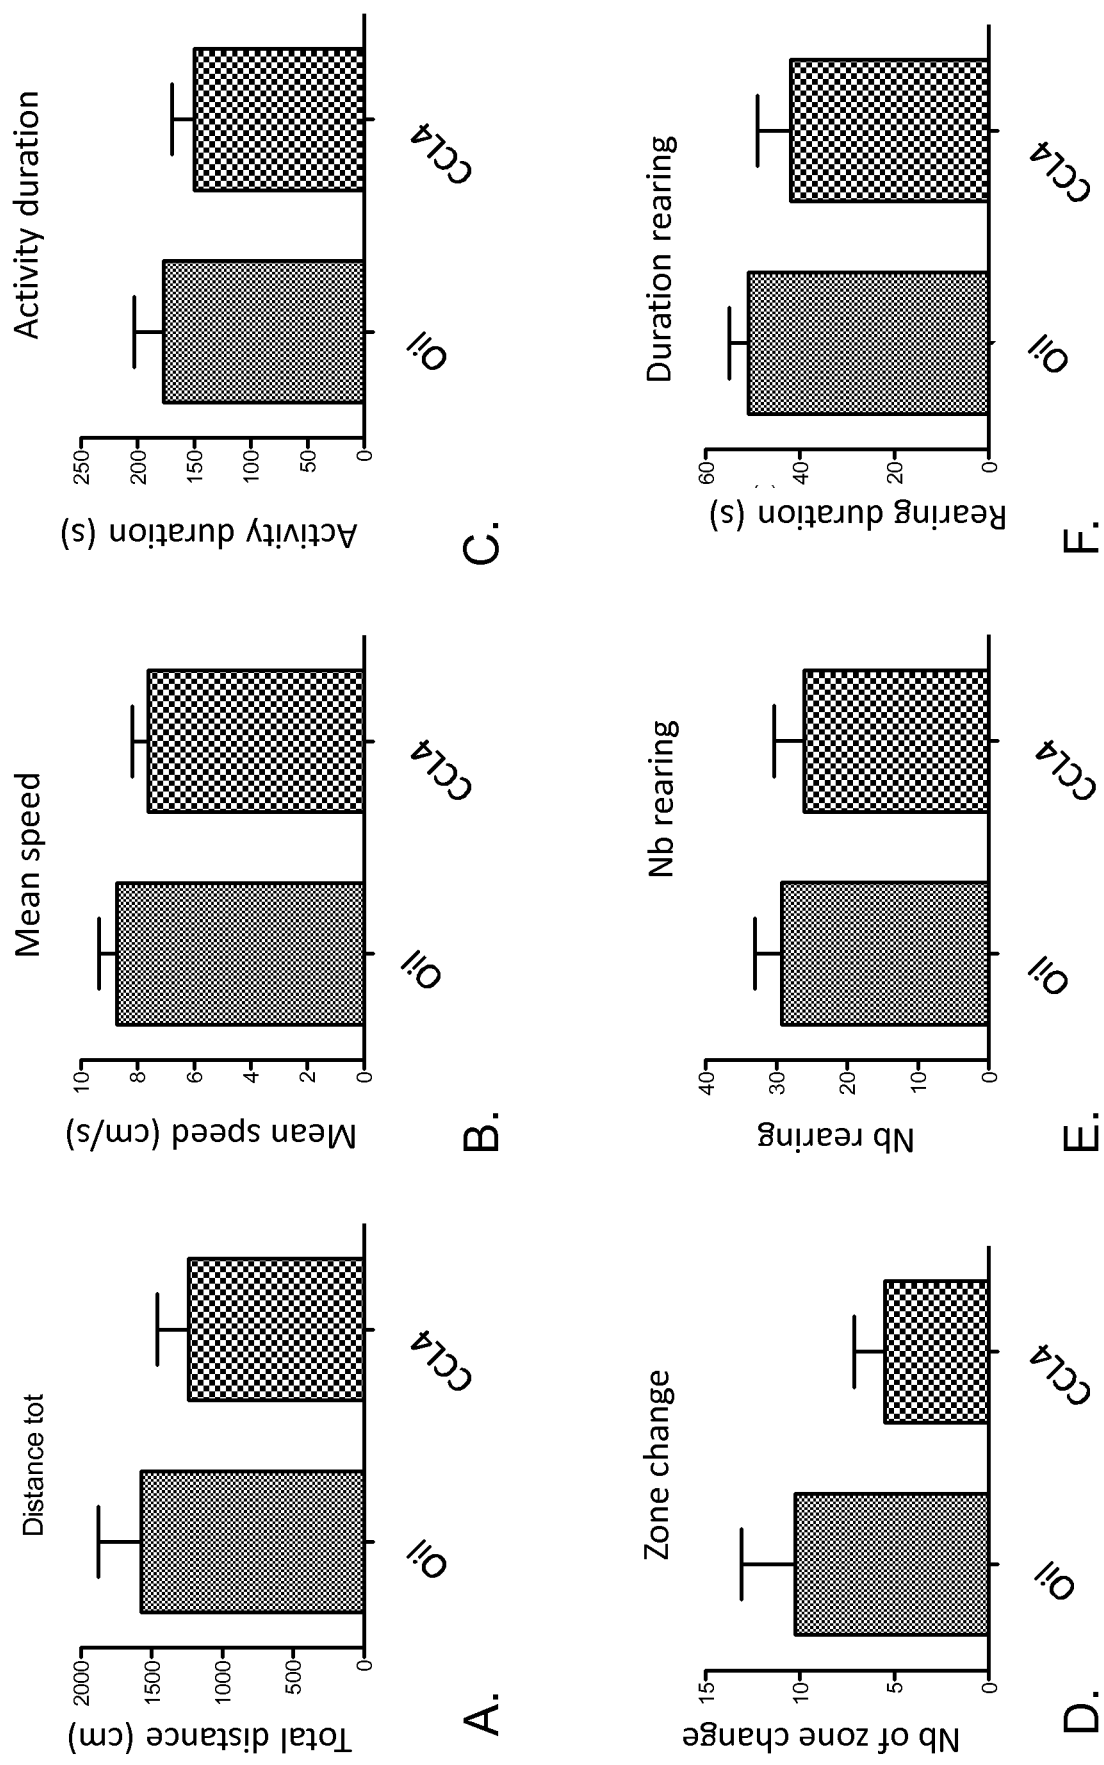 Distance tot
Total distance (cm)
2000
1500
1000
500
0
Oil
CCL4
A.
Mean speed
Mean speed (cm/s)
10
8
6
4
2
0
Oil
CCL4
B.
Activity duration
Activity duration (s)
250
200
150
100
50
0
Oil
CCL4
C.
Zone change
Nb of zone change
15
10
5
0
Oil
CCL4
D.
Nb rearing
Nb rearing
40
30
20
10
0
Oil
CCL4
E.
Duration rearing
Rearing duration (s)
60
40
20
0
Oil
CCL4
F.